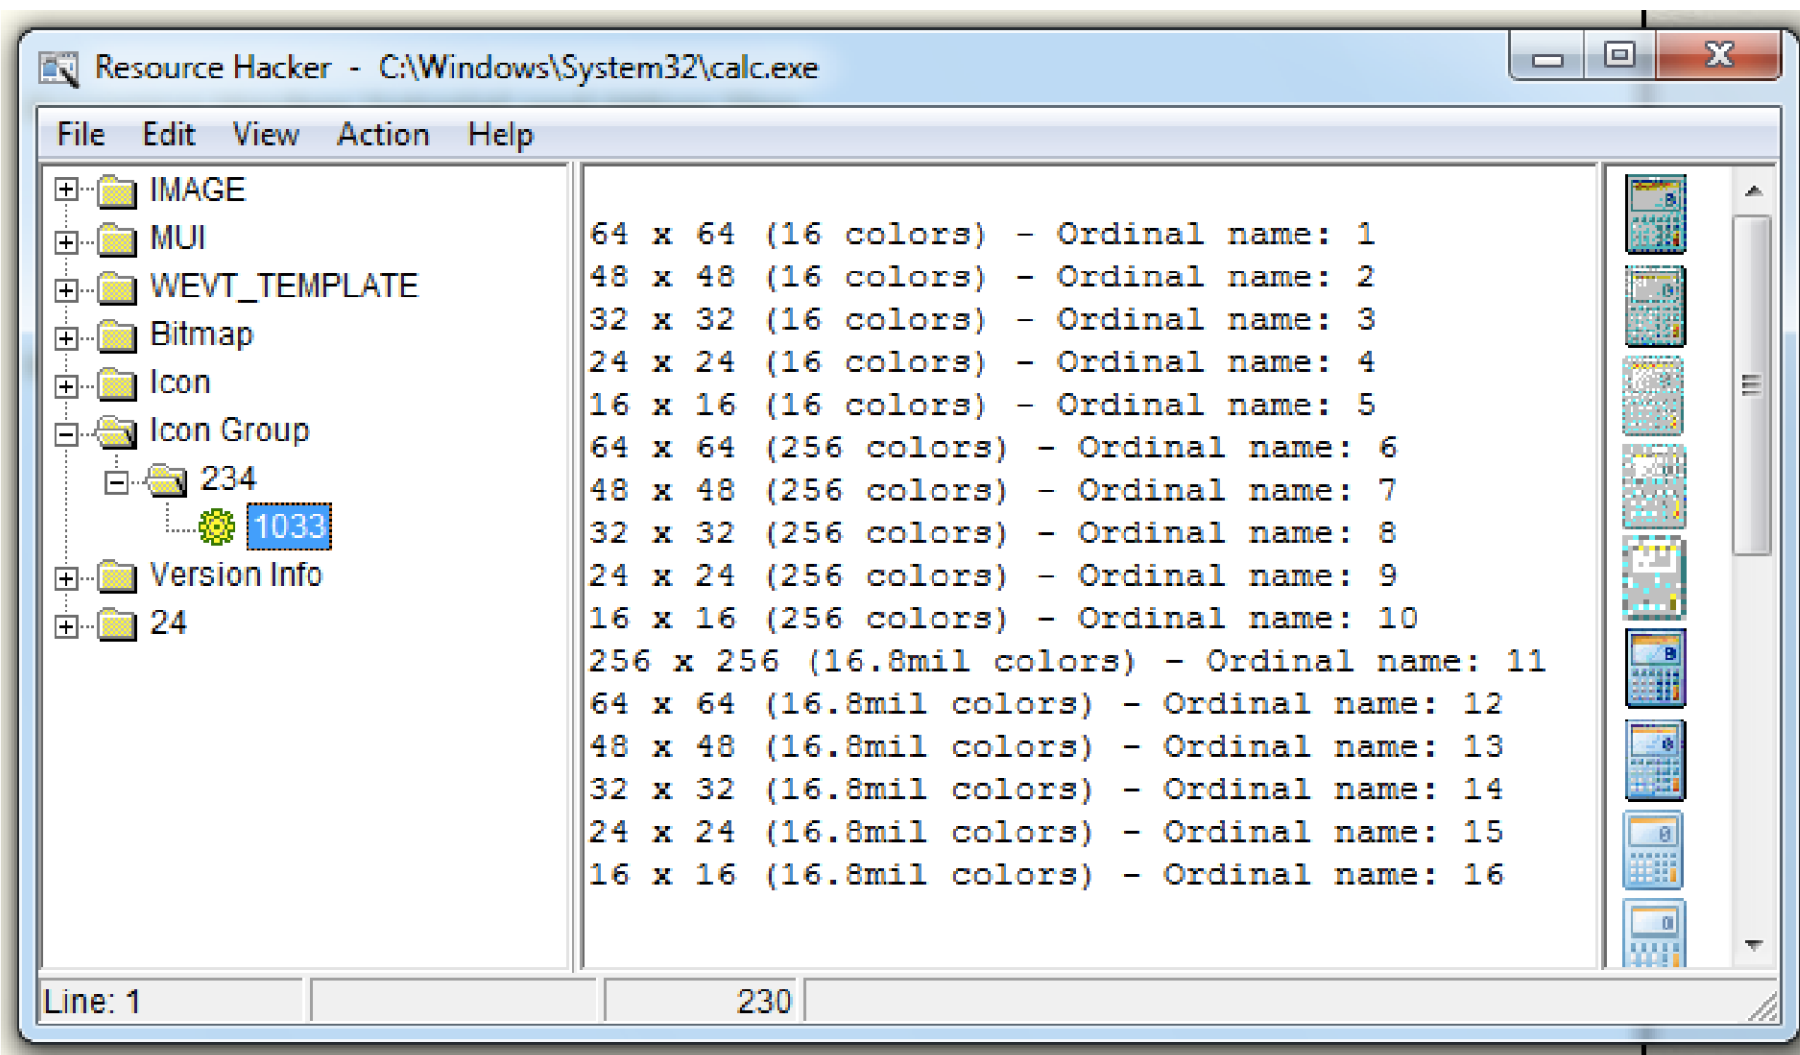 Resource Hacker - C:\Windows\System32\calc.exe
File Edit View Action Help
IMAGE
MUI
WEVT_TEMPLATE
Bitmap
Icon
Icon Group
234
1033
Version Info
24
64 x 64 (16 colors) - Ordinal name: 1
48 x 48 (16 colors) - Ordinal name: 2
32 x 32 (16 colors) - Ordinal name: 3
24 x 24 (16 colors) - Ordinal name: 4
16 x 16 (16 colors) - Ordinal name: 5
64 x 64 (256 colors) - Ordinal name: 6
48 x 48 (256 colors) - Ordinal name: 7
32 x 32 (256 colors) - Ordinal name: 8
24 x 24 (256 colors) - Ordinal name: 9
16 x 16 (256 colors) - Ordinal name: 10
256 x 256 (16.8mil colors) - Ordinal name: 11
64 x 64 (16.8mil colors) - Ordinal name: 12
48 x 48 (16.8mil colors) - Ordinal name: 13
32 x 32 (16.8mil colors) - Ordinal name: 14
24 x 24 (16.8mil colors) - Ordinal name: 15
16 x 16 (16.8mil colors) - Ordinal name: 16
Line: 1
230